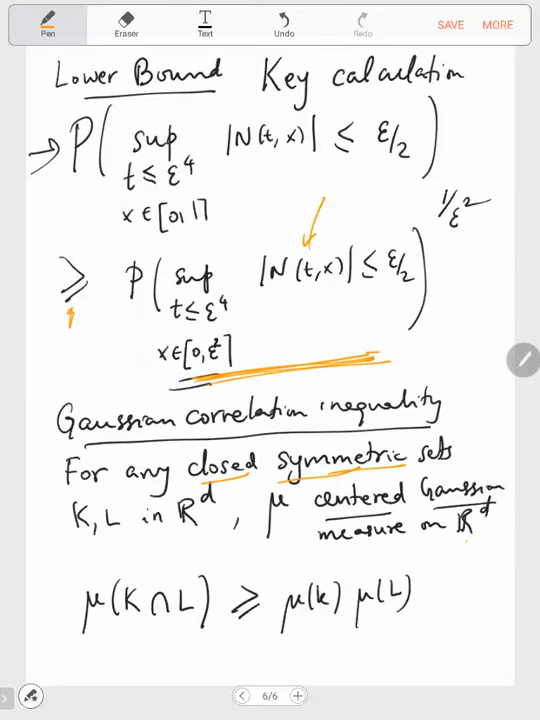 SAVE MORE
Pen Eraser Text Undo Redo
Lower Bound Key calculation
→ P( sup |N(t,x)| ≤ ε/2 )
t ≤ ε^4
x ∈ [0,1]
≥ P( sup |N(t,x)| ≤ ε/2 )^{1/ε^2}
t ≤ ε^4
x ∈ [0,ε^2]
Gaussian correlation inequality
For any closed symmetric sets
K, L in R^d, μ centered Gaussian
measure on R^d
μ(K ∩ L) ≥ μ(K) μ(L)
6/6